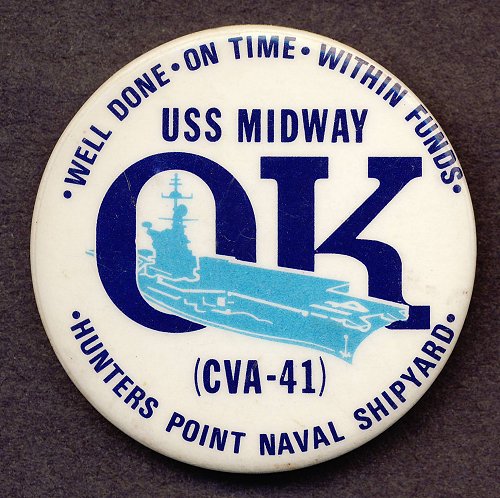 •WELL DONE•ON TIME•WITHIN FUNDS•
USS MIDWAY
OK
(CVA-41)
•HUNTERS POINT NAVAL SHIPYARD•